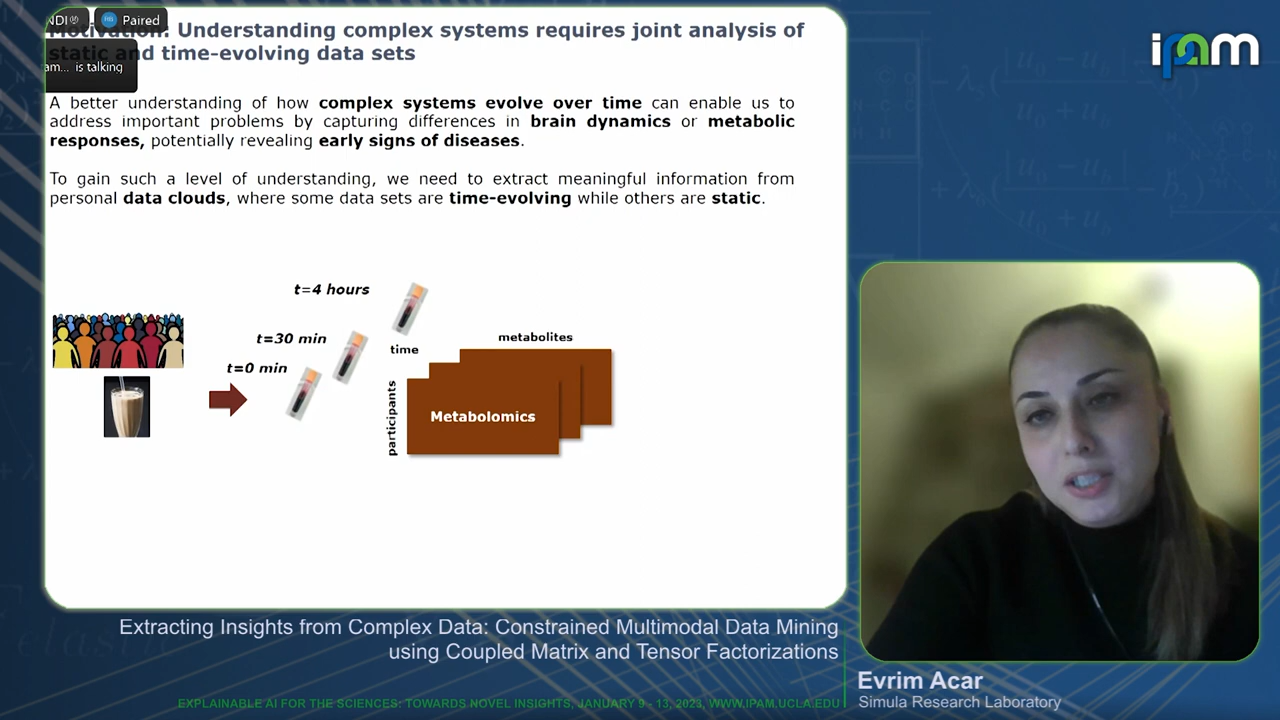 NDI
Paired
Motivation: Understanding complex systems requires joint analysis of
static and time-evolving data sets
am... is talking
ipam
A better understanding of how complex systems evolve over time can enable us to
address important problems by capturing differences in brain dynamics or metabolic
responses, potentially revealing early signs of diseases.
To gain such a level of understanding, we need to extract meaningful information from
personal data clouds, where some data sets are time-evolving while others are static.
t=4 hours
t=30 min
t=0 min
time
metabolites
participants
Metabolomics
Extracting Insights from Complex Data: Constrained Multimodal Data Mining
using Coupled Matrix and Tensor Factorizations
Evrim Acar
Simula Research Laboratory
EXPLAINABLE AI FOR THE SCIENCES: TOWARDS NOVEL INSIGHTS, JANUARY 9 - 13, 2023, WWW.IPAM.UCLA.EDU